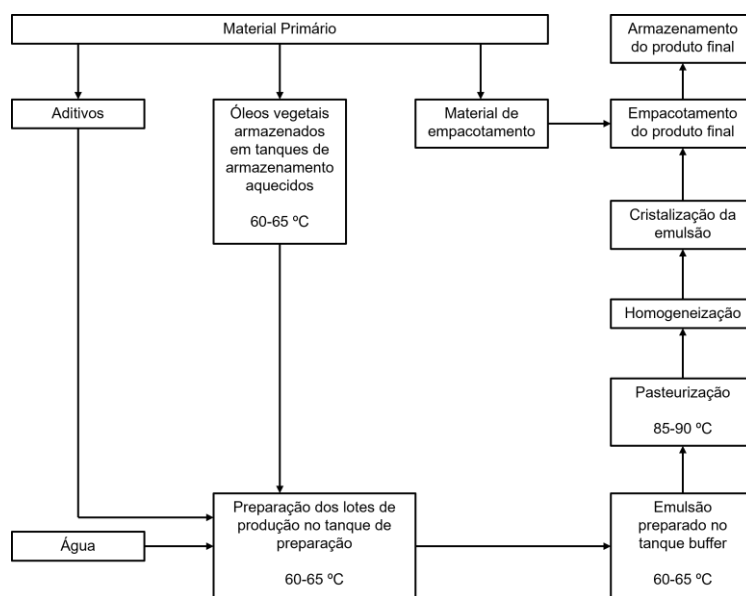 Material Primário
Armazenamento
do produto final
Aditivos
Óleos vegetais
armazenados
em tanques de
armazenamento
aquecidos
60-65 ºC
Material de
empacotamento
Empacotamento
do produto final
Cristalização da
emulsão
Homogeneização
Pasteurização
85-90 ºC
Água
Preparação dos lotes de
produção no tanque de
preparação
60-65 ºC
Emulsão
preparado no
tanque buffer
60-65 ºC